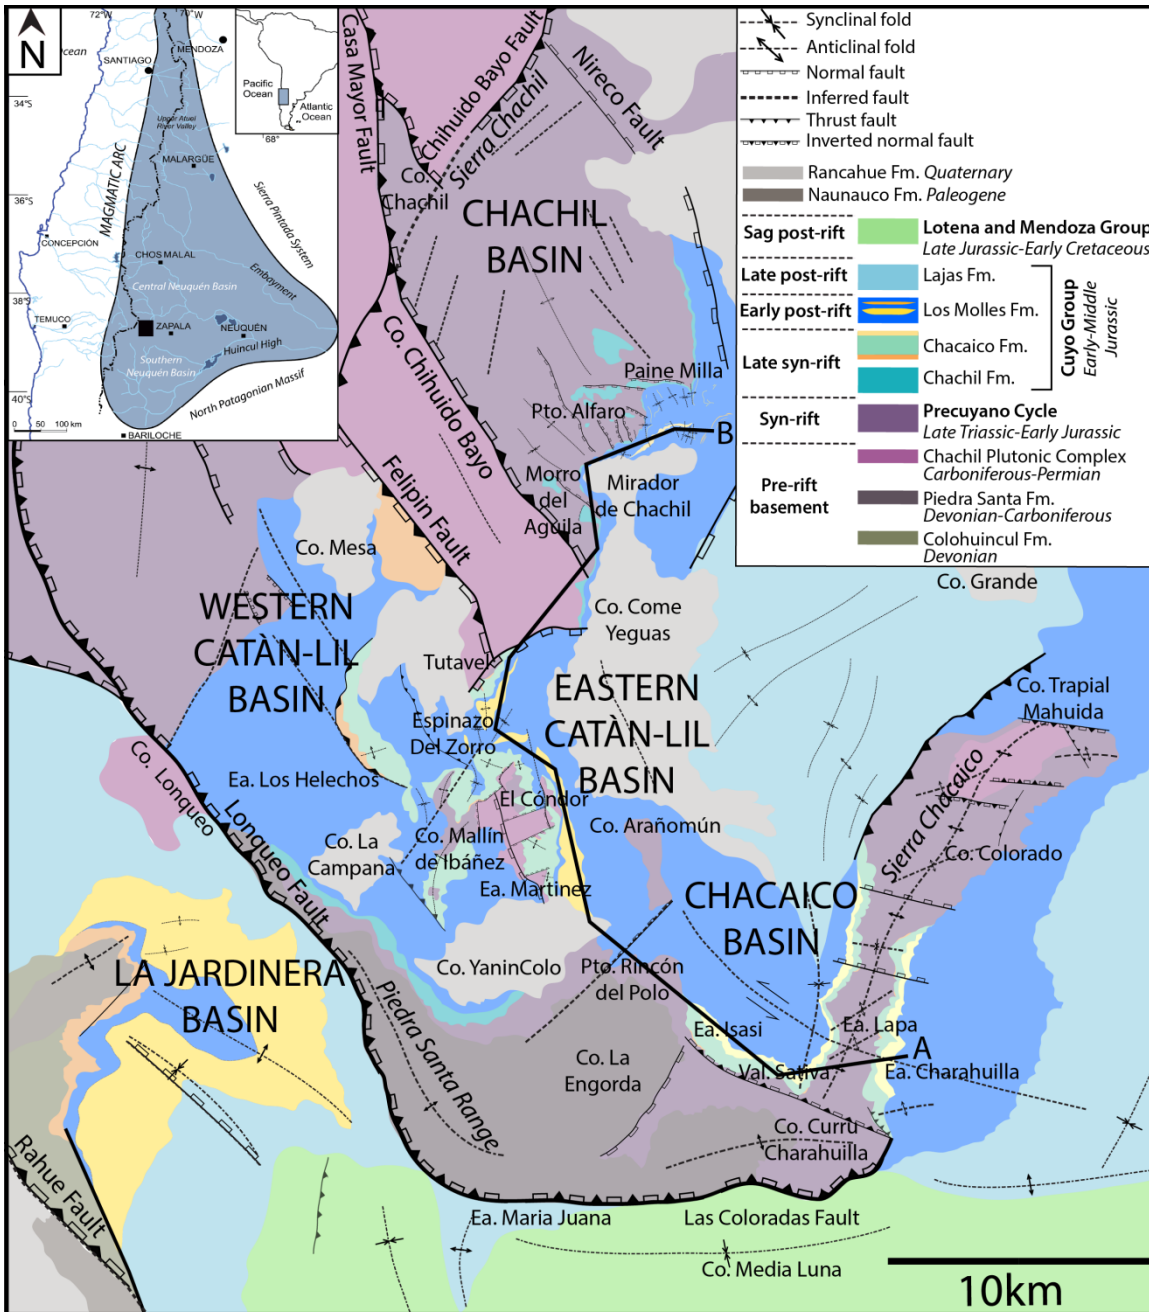 N
72°W
70°W
Ocean
SANTIAGO
MENDOZA
34°S
Upper Atuel
River Valley
MALARGÜE
MAGMATIC ARC
Sierra Pintada System
36°S
CONCEPCIÓN
CHOS MALAL
Embayment
Central Neuquén Basin
38°S
TEMUCO
ZAPALA
NEUQUÉN
Huincul High
Southern
Neuquén Basin
North Patagonian Massif
40°S
0 50 100 km
BARILOCHE
Pacific
Ocean
Atlantic
Ocean
68°
Synclinal fold
Anticlinal fold
Normal fault
Inferred fault
Thrust fault
Inverted normal fault
Rancahue Fm. Quaternary
Naunauco Fm. Paleogene
Sag post-rift
Lotena and Mendoza Group
Late Jurassic-Early Cretaceous
Late post-rift
Lajas Fm.
Early post-rift
Los Molles Fm.
Late syn-rift
Chacaico Fm.
Chachil Fm.
Cuyo Group
Early-Middle
Jurassic
Syn-rift
Precuyano Cycle
Late Triassic-Early Jurassic
Pre-rift
basement
Chachil Plutonic Complex
Carboniferous-Permian
Piedra Santa Fm.
Devonian-Carboniferous
Colohuincul Fm.
Devonian
Casa Mayor Fault
Chihuido Bayo Fault
Sierra Chachil
Nireco Fault
Co.
Chachil
CHACHIL
BASIN
Co. Chihuido Bayo
Paine Milla
Pto. Alfaro
B
Morro
del
Aguila
Mirador
de Chachil
Felipin Fault
Co. Mesa
Co. Grande
WESTERN
CATÀN-LIL
BASIN
Co. Come
Yeguas
Tutavel
EASTERN
CATÀN-LIL
BASIN
Co. Trapial
Mahuida
Espinazo
Del Zorro
Co. Lonqueo
Ea. Los Helechos
El Cóndor
Sierra Chacaico
Lonqueo Fault
Co. La
Campana
Co. Mallín
de Ibáñez
Co. Arañomún
Co. Colorado
Ea. Martinez
CHACAICO
BASIN
LA JARDINERA
BASIN
Co. YaninColo
Pto. Rincón
del Polo
Piedra Santa Range
Ea. Isasi
Ea. Lapa
A
Co. La
Engorda
Val. Sativa
Ea. Charahuilla
Co. Curru
Charahuilla
Rahue Fault
Ea. Maria Juana
Las Coloradas Fault
Co. Media Luna
10km